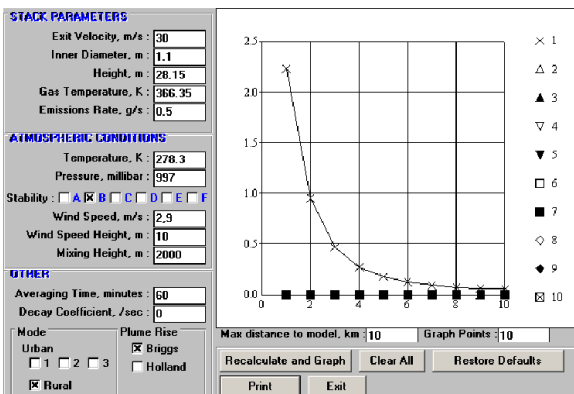 STACK PARAMETERS
Exit Velocity, m/s : 30
Inner Diameter, m : 1.1
Height, m : 28.15
Gas Temperature, K : 366.35
Emissions Rate, g/s : 0.5
ATMOSPHERIC CONDITIONS
Temperature, K : 278.3
Pressure, millibar : 997
Stability : A B C D E F
Wind Speed, m/s : 2,9
Wind Speed Height, m : 10
Mixing Height, m : 2000
OTHER
Averaging Time, minutes : 60
Decay Coefficient, /sec : 0
Mode
Urban
1 2 3
Rural
Plume Rise
Briggs
Holland
2.5
2.0
1.5
1.0
0.5
0.0
0 2 4 6 8 10
1
2
3
4
5
6
7
8
9
10
Max distance to model, km : 10 Graph Points : 10
Recalculate and Graph Clear All Restore Defaults
Print Exit